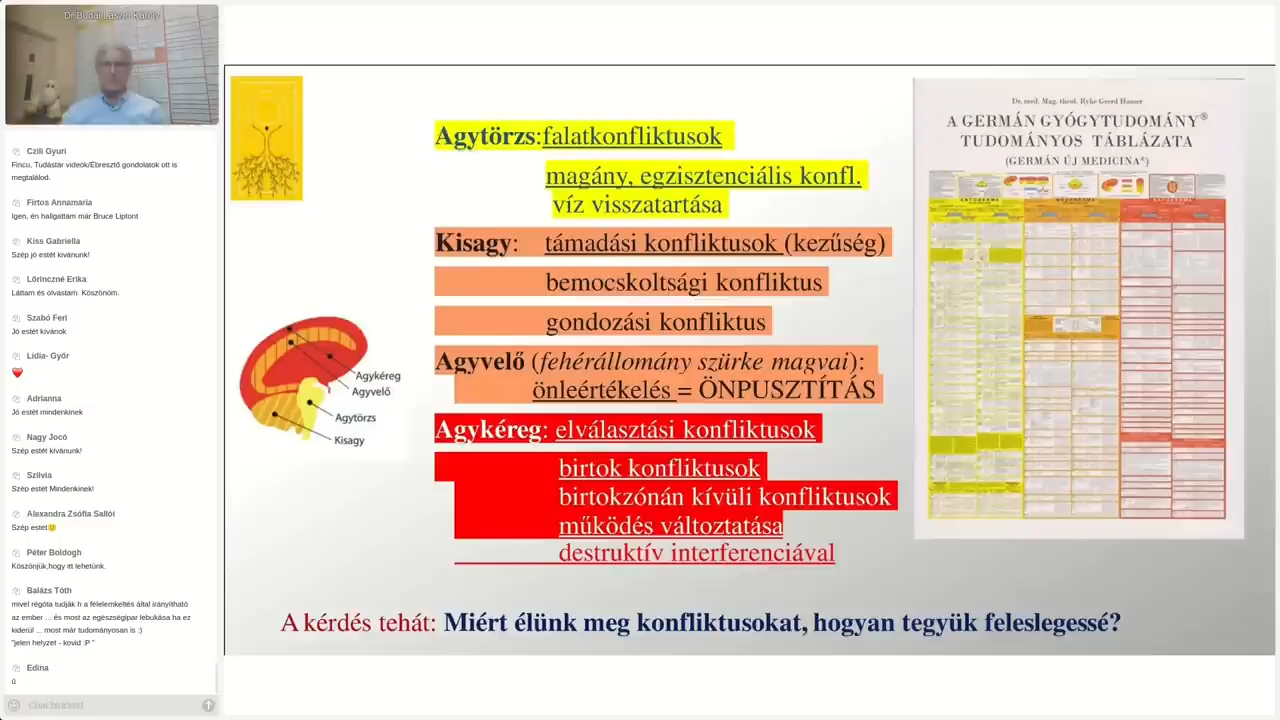 Dr Budai László Károly
Czili Gyuri
Fincu, Tudástár videók/Ébresztő gondolatok ott is
megtalálod.
Firtos Annamária
Igen, én hallgattam már Bruce Liptont
Kiss Gabriella
Szép jó estét kívánunk!
Lőrinczné Erika
Láttam és olvastam. Köszönöm.
Szabó Feri
Jó estét kívánok
Lídia- Győr
❤️
Adrianna
Jó estét mindenkinek
Nagy Jocó
Szép estét kívánunk!
Szilvia
Szép estét Mindenkinek!
Alexandra Zsófia Sallói
Szép estét🙂
Péter Boldogh
Köszönjük,hogy itt lehetünk.
Balázs Tóth
mivel régóta tudják h a félelemkeltés által irányítható
az ember ... és most az egészségipar lebukása ha ez
kiderül ... most már tudományosan is :)
"jelen helyzet - kovid :P "
Edina
ű
Chat blocked
Agytörzs:falatkonfliktusok
magány, egzisztenciális konfl.
víz visszatartása
Kisagy: támadási konfliktusok (kezűség)
bemocskoltsági konfliktus
gondozási konfliktus
Agyvelő (fehérállomány szürke magvai):
önleértékelés = ÖNPUSZTÍTÁS
Agykéreg: elválasztási konfliktusok
birtok konfliktusok
birtokzónán kívüli konfliktusok
működés változtatása
destruktív interferenciával
Agykéreg
Agyvelő
Agytörzs
Kisagy
Dr. med. Mag. theol. Ryke Geerd Hamer
A GERMÁN GYÓGYTUDOMÁNY®
TUDOMÁNYOS TÁBLÁZATA
(GERMÁN ÚJ MEDICINA®)
A kérdés tehát: Miért élünk meg konfliktusokat, hogyan tegyük feleslegessé?